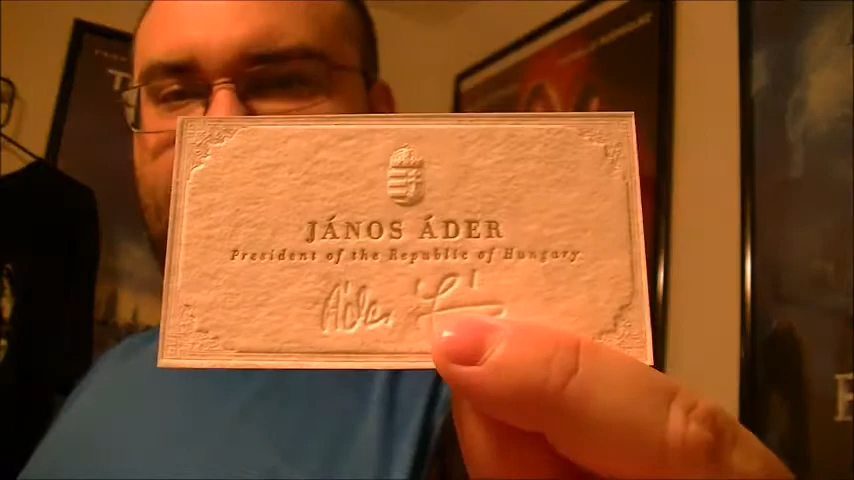 JÁNOS ÁDER
President of the Republic of Hungary